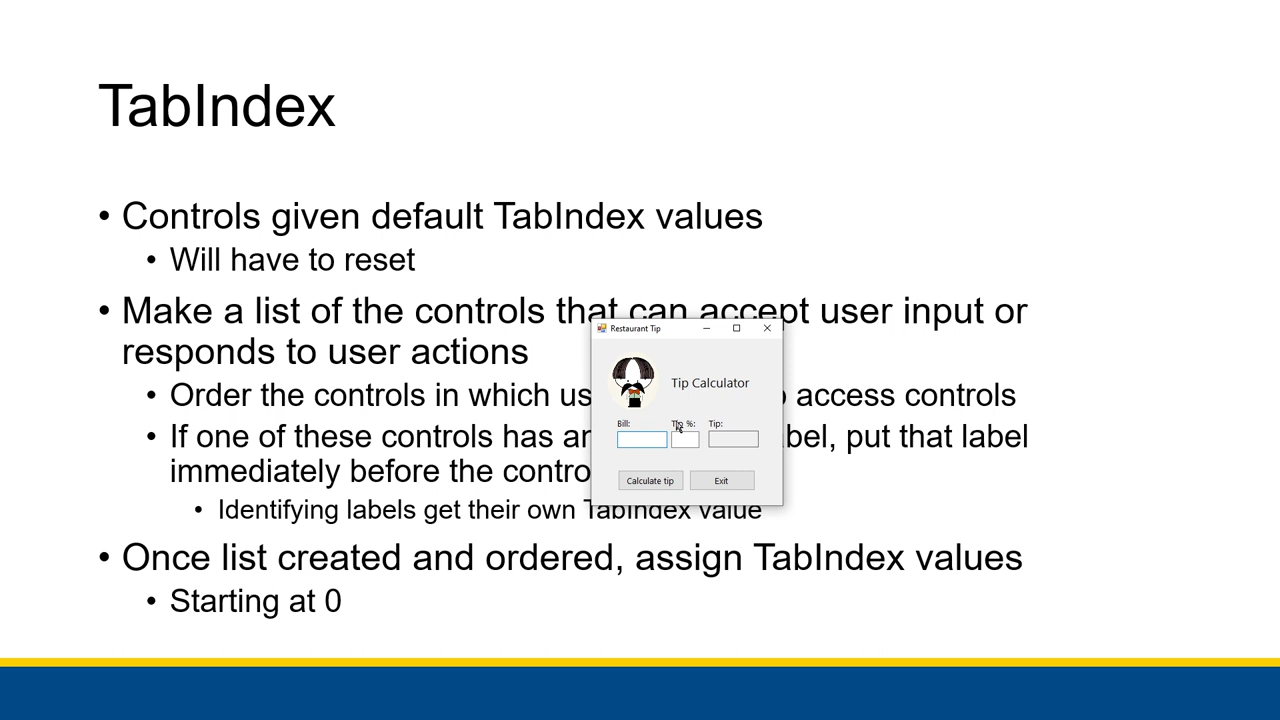 TabIndex
• Controls given default TabIndex values
• Will have to reset
• Make a list of the controls that can accept user input or
responds to user actions
• Order the controls in which us access controls
• If one of these controls has an bel, put that label
immediately before the contro
• Identifying labels get their own TabIndex value
• Once list created and ordered, assign TabIndex values
• Starting at 0
Restaurant Tip
Tip Calculator
Bill: Tip %: Tip:
Calculate tip Exit